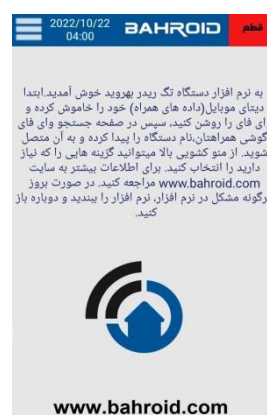 2022/10/22
04:00
BAHROID
قطع
به نرم افزار دستگاه تگ ریدر بهروید خوش آمدید.ابتدا
دیتای موبایل(داده های همراه) خود را خاموش کرده و
وای فای را روشن کنید، سپس در صفحه جستجو وای فای
گوشی همراهتان،نام دستگاه را پیدا کرده و به آن متصل
شوید. از منو کشویی بالا میتوانید گزینه هایی را که نیاز
دارید را انتخاب کنید. برای اطلاعات بیشتر به سایت
www.bahroid.com مراجعه کنید. در صورت بروز
هرگونه مشکل در نرم افزار، نرم افزار را ببندید و دوباره باز
کنید.
www.bahroid.com